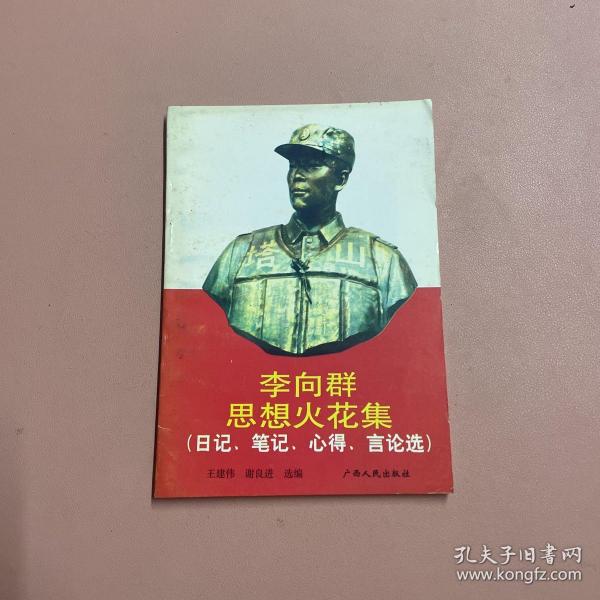 塔山
李向群
思想火花集
(日记、笔记、心得、言论选)
王建伟 谢良进 选编 广西人民出版社
孔夫子旧书网
www.kongfz.com